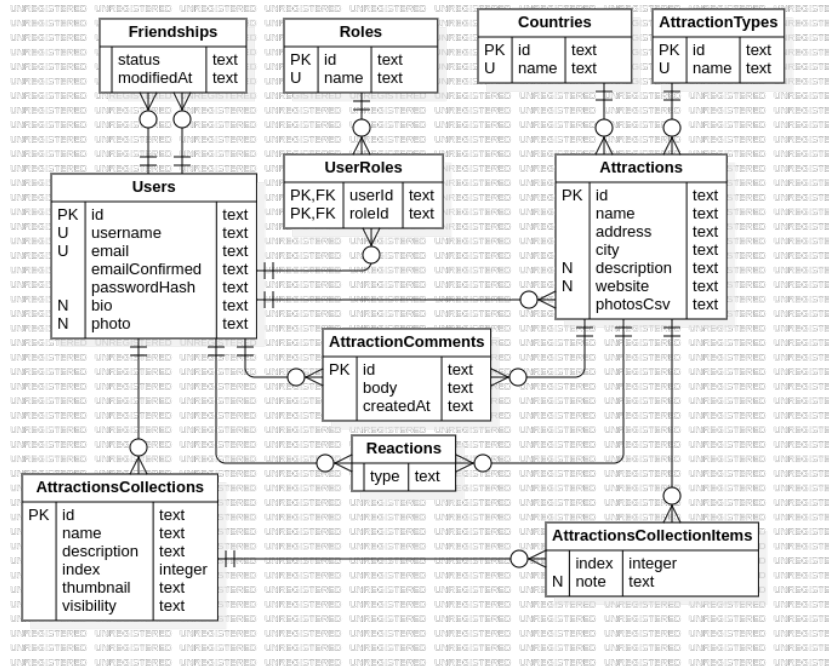 Friendships
status text
modifiedAt text
Roles
PK id text
U name text
Countries
PK id text
U name text
AttractionTypes
PK id text
U name text
Users
PK id text
U username text
U email text
emailConfirmed text
passwordHash text
N bio text
N photo text
UserRoles
PK,FK userId text
PK,FK roleId text
Attractions
PK id text
name text
address text
city text
N description text
N website text
photosCsv text
AttractionComments
PK id text
body text
createdAt text
Reactions
type text
AttractionsCollections
PK id text
name text
description text
index integer
thumbnail text
visibility text
AttractionsCollectionItems
index integer
N note text
UNREGISTERED